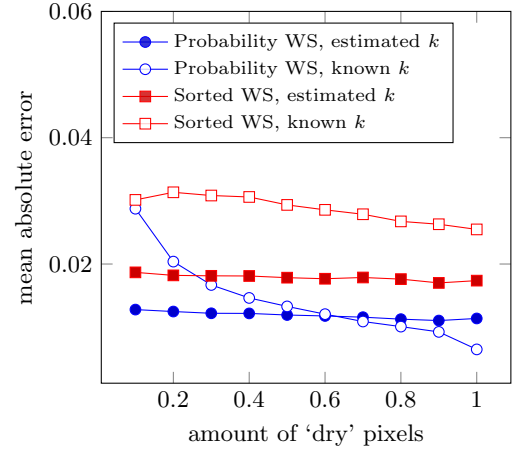 0.06
0.04
0.02
mean absolute error
Probability WS, estimated k
Probability WS, known k
Sorted WS, estimated k
Sorted WS, known k
0.2 0.4 0.6 0.8 1
amount of ‘dry’ pixels